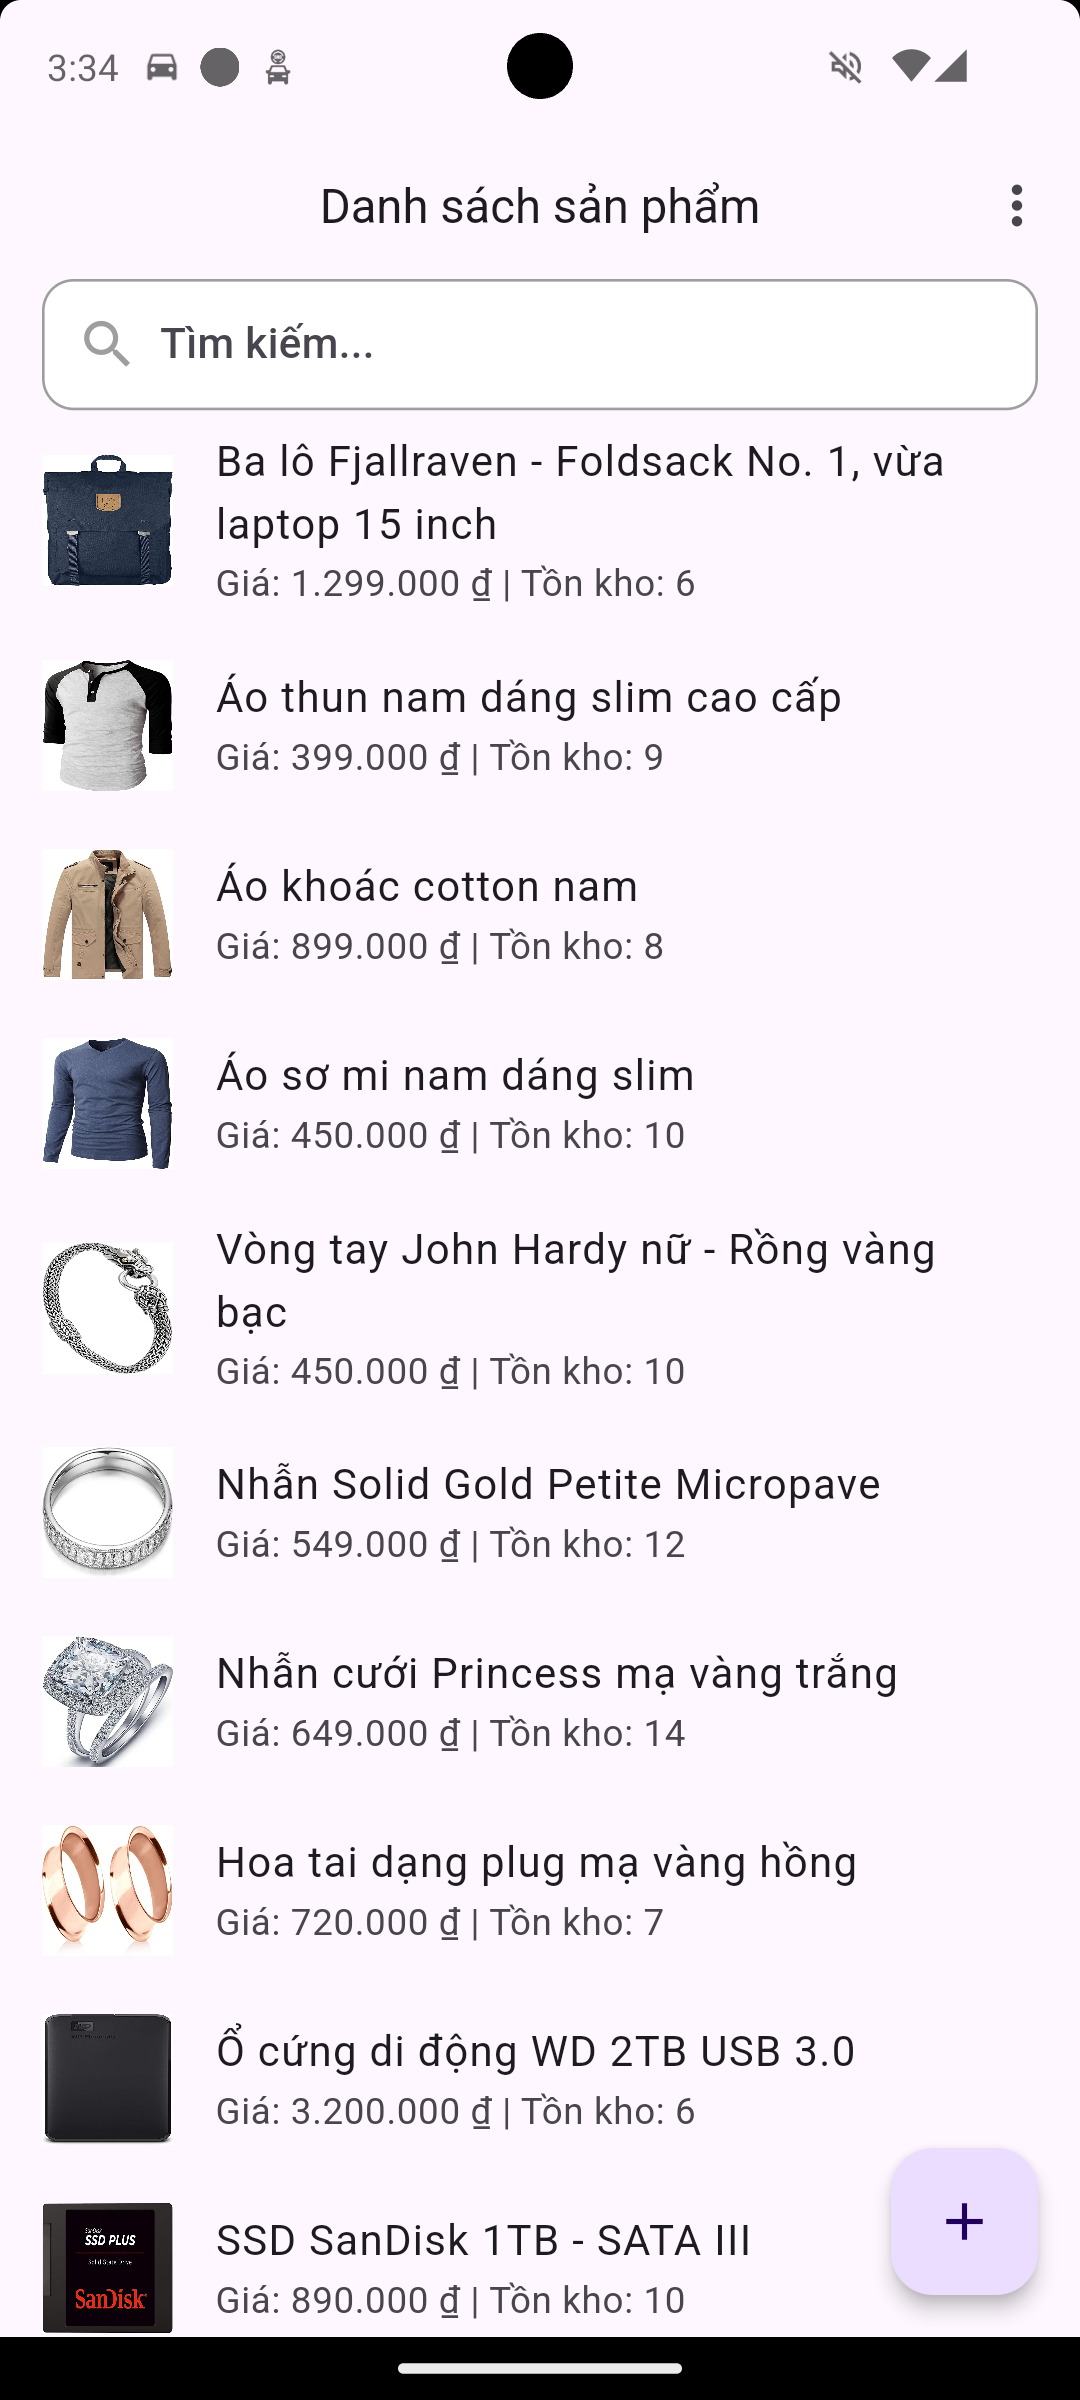 3:34
Danh sách sản phẩm
Tìm kiếm...
Ba lô Fjallraven - Foldsack No. 1, vừa
laptop 15 inch
Giá: 1.299.000 ₫ | Tồn kho: 6
Áo thun nam dáng slim cao cấp
Giá: 399.000 ₫ | Tồn kho: 9
Áo khoác cotton nam
Giá: 899.000 ₫ | Tồn kho: 8
Áo sơ mi nam dáng slim
Giá: 450.000 ₫ | Tồn kho: 10
Vòng tay John Hardy nữ - Rồng vàng
bạc
Giá: 450.000 ₫ | Tồn kho: 10
Nhẫn Solid Gold Petite Micropave
Giá: 549.000 ₫ | Tồn kho: 12
Nhẫn cưới Princess mạ vàng trắng
Giá: 649.000 ₫ | Tồn kho: 14
Hoa tai dạng plug mạ vàng hồng
Giá: 720.000 ₫ | Tồn kho: 7
Ổ cứng di động WD 2TB USB 3.0
Giá: 3.200.000 ₫ | Tồn kho: 6
SanDisk
SSD PLUS
Solid State Drive
SanDisk
SSD SanDisk 1TB - SATA III
Giá: 890.000 ₫ | Tồn kho: 10